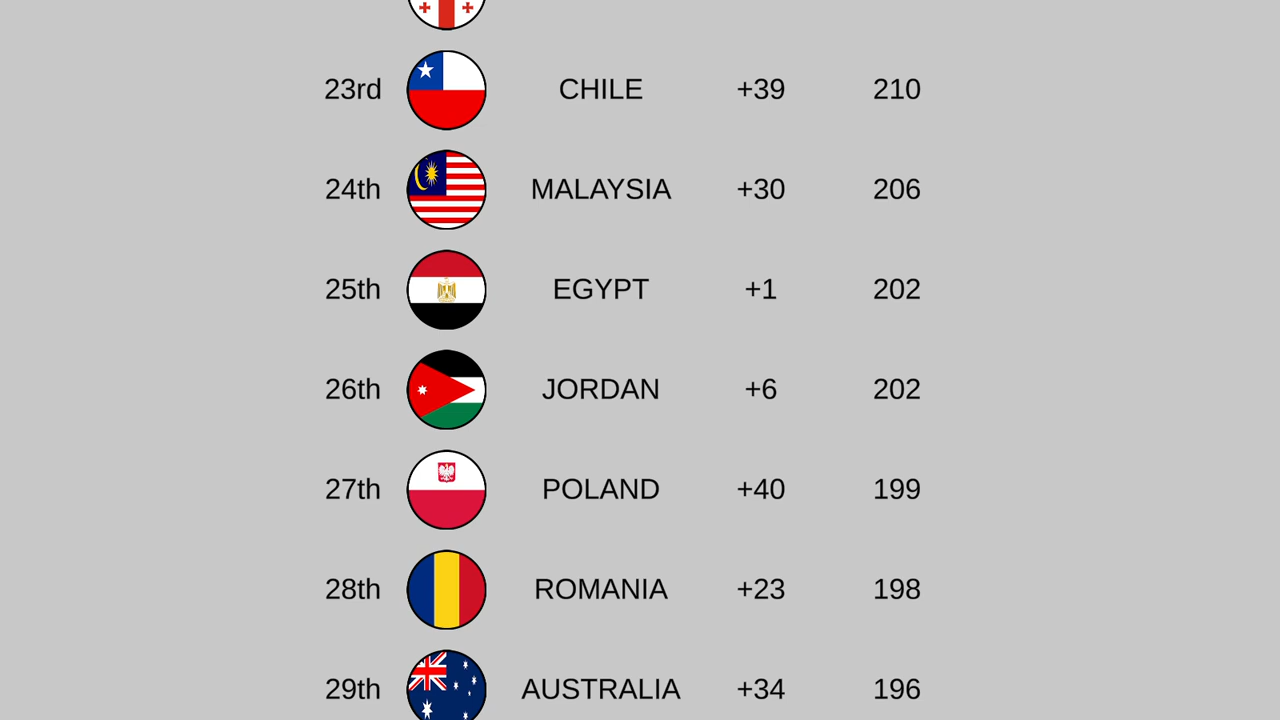 23rd CHILE +39 210
24th MALAYSIA +30 206
25th EGYPT +1 202
26th JORDAN +6 202
27th POLAND +40 199
28th ROMANIA +23 198
29th AUSTRALIA +34 196